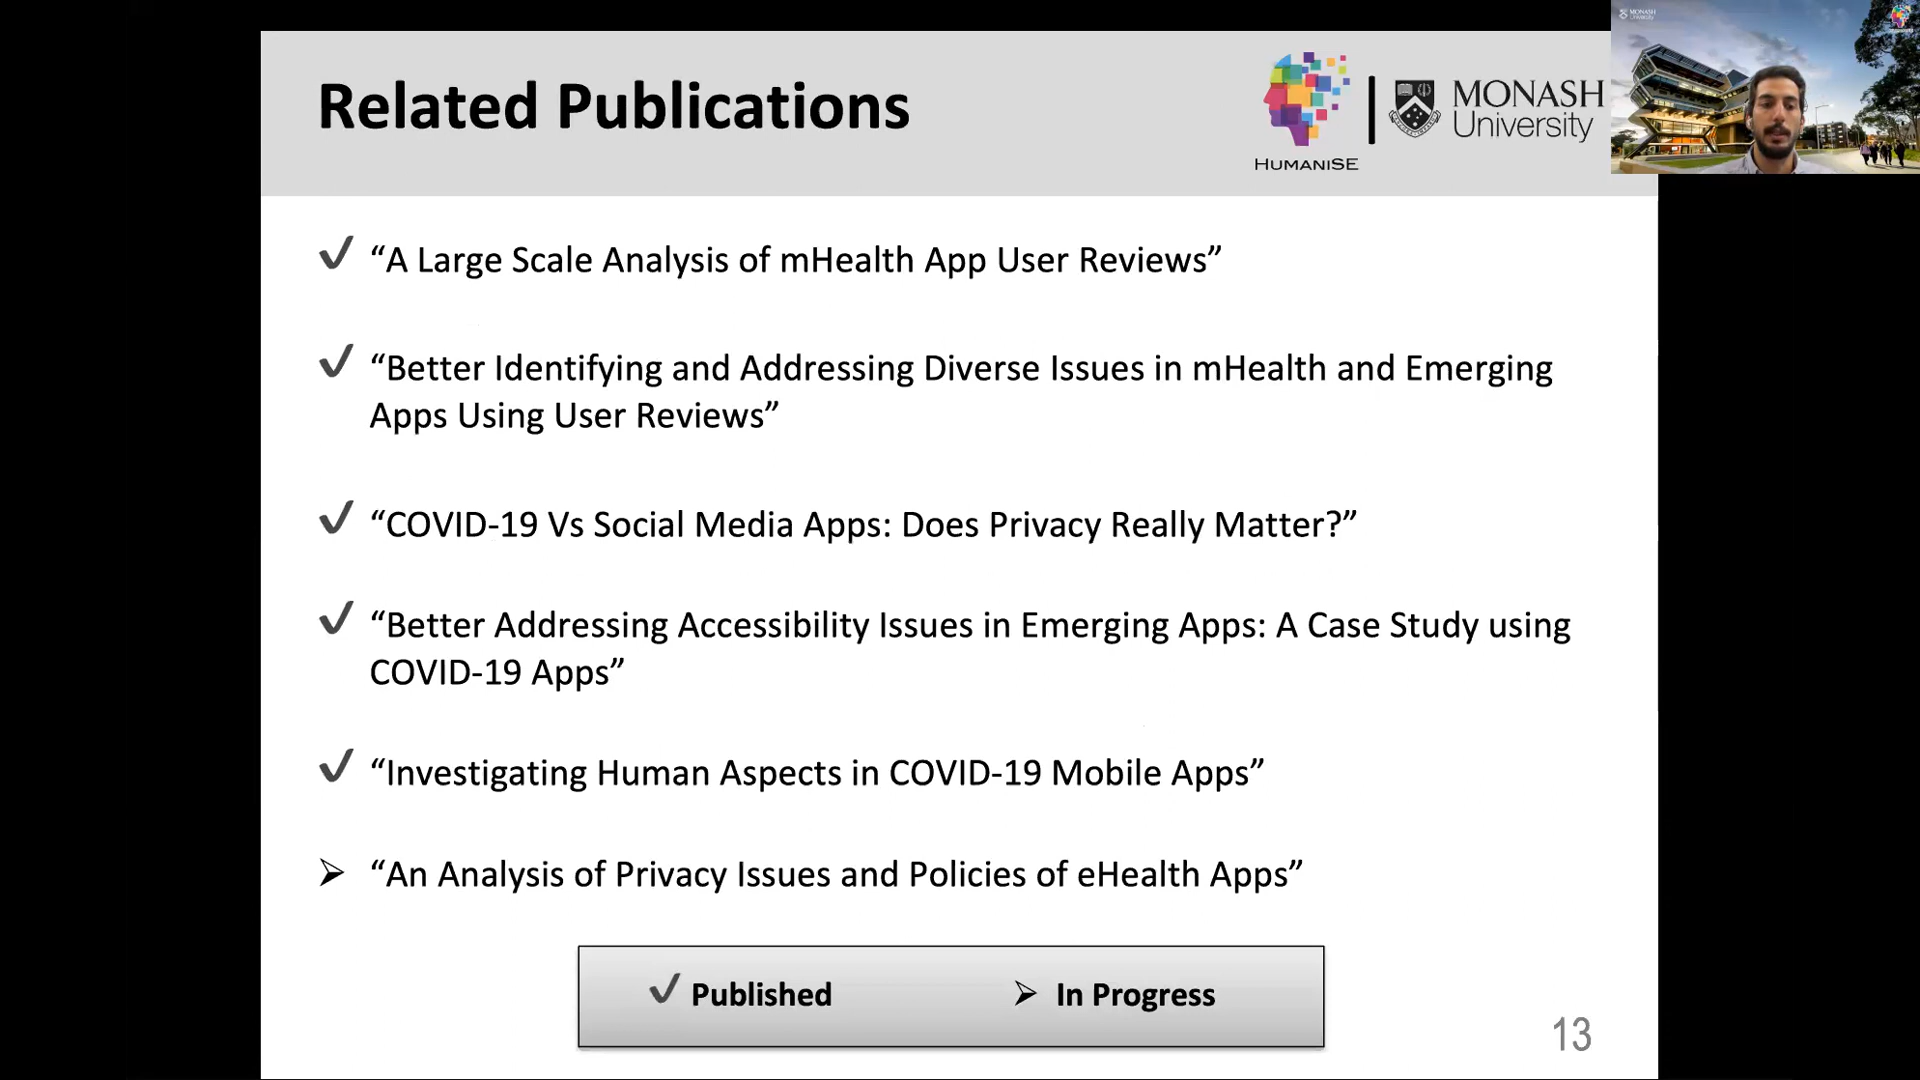 Related Publications
HUMANISE
MONASH
University
MONASH
University
✓ “A Large Scale Analysis of mHealth App User Reviews”
✓ “Better Identifying and Addressing Diverse Issues in mHealth and Emerging
Apps Using User Reviews”
✓ “COVID-19 Vs Social Media Apps: Does Privacy Really Matter?”
✓ “Better Addressing Accessibility Issues in Emerging Apps: A Case Study using
COVID-19 Apps”
✓ “Investigating Human Aspects in COVID-19 Mobile Apps”
➢ “An Analysis of Privacy Issues and Policies of eHealth Apps”
✓ Published ➢ In Progress
13